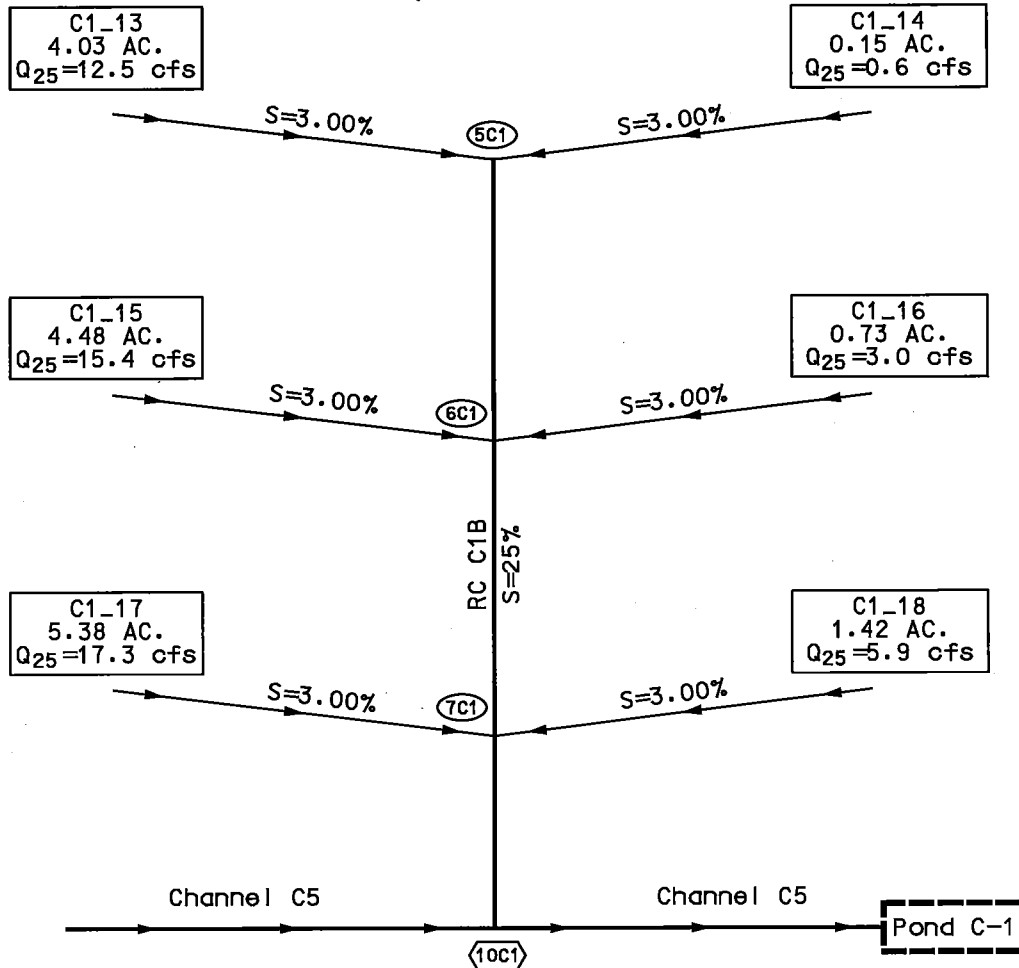 C1_13
4.03 AC.
Q25=12.5 cfs
C1_14
0.15 AC.
Q25=0.6 cfs
S=3.00%
5C1
S=3.00%
C1_15
4.48 AC.
Q25=15.4 cfs
C1_16
0.73 AC.
Q25=3.0 cfs
S=3.00%
6C1
S=3.00%
RC C1B
S=25%
C1_17
5.38 AC.
Q25=17.3 cfs
C1_18
1.42 AC.
Q25=5.9 cfs
S=3.00%
7C1
S=3.00%
Channel C5
Channel C5
Pond C-1
10C1